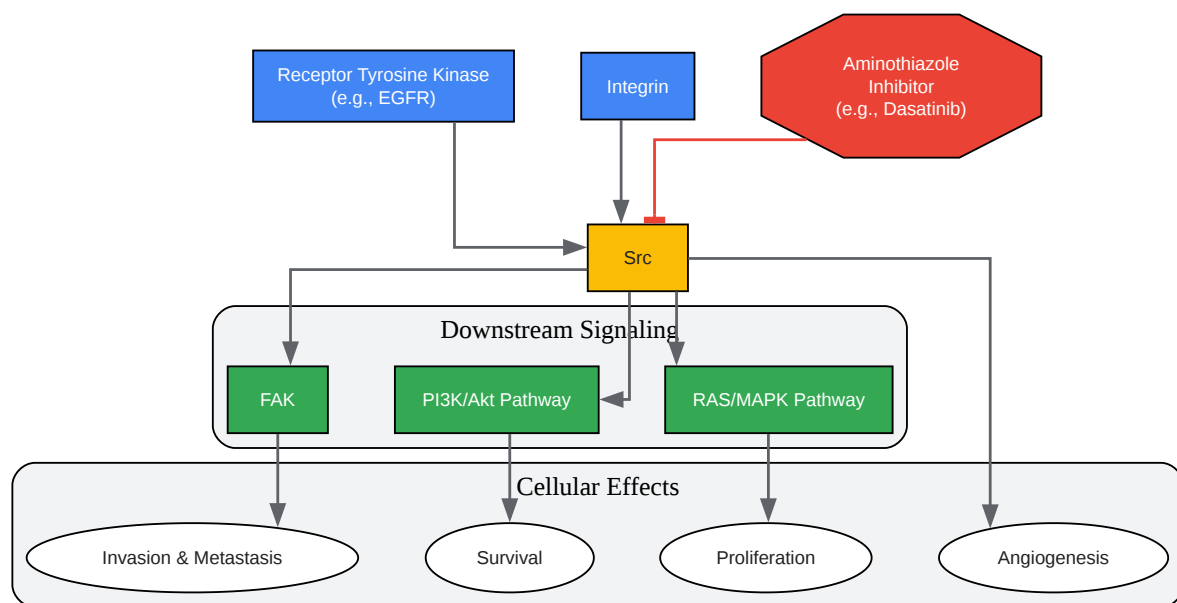 Receptor Tyrosine Kinase
(e.g., EGFR)
Integrin
Aminothiazole
Inhibitor
(e.g., Dasatinib)
Src
Downstream Signaling
FAK
PI3K/Akt Pathway
RAS/MAPK Pathway
Cellular Effects
Invasion & Metastasis
Survival
Proliferation
Angiogenesis